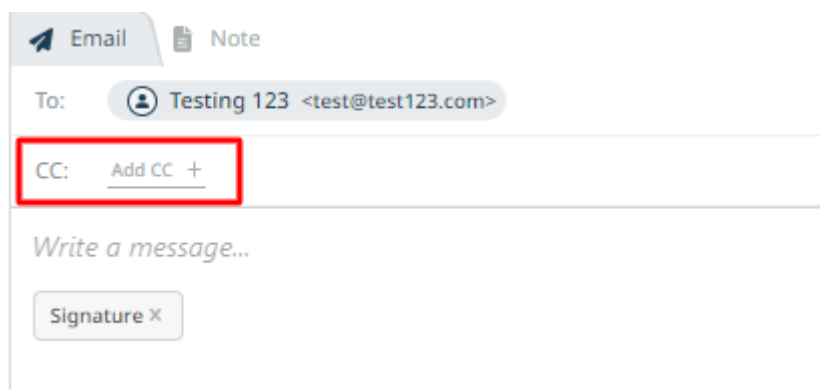 Email Note
To: Testing 123 <test@test123.com>
CC: Add CC +
Write a message...
Signature x